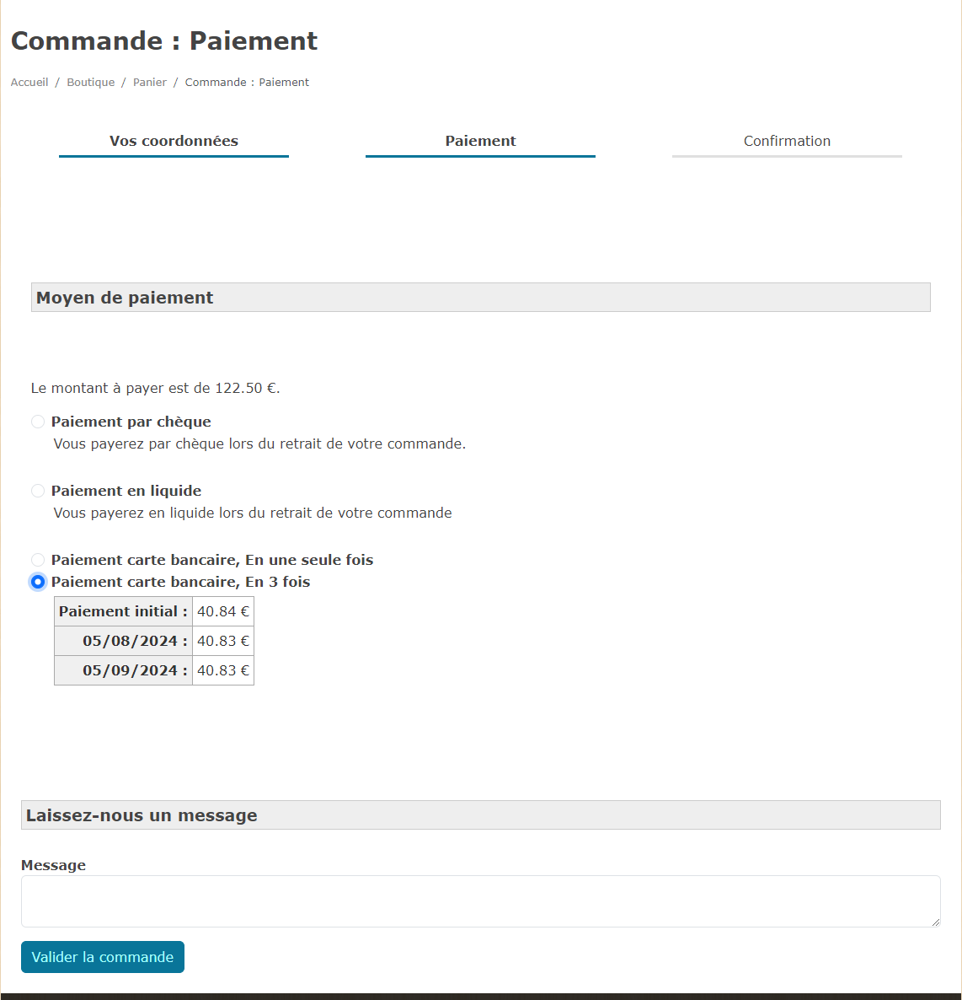 Commande : Paiement
Accueil / Boutique / Panier / Commande : Paiement
Vos coordonnées Paiement Confirmation
Moyen de paiement
Le montant à payer est de 122.50 €.
Paiement par chèque
Vous payerez par chèque lors du retrait de votre commande.
Paiement en liquide
Vous payerez en liquide lors du retrait de votre commande
Paiement carte bancaire, En une seule fois
Paiement carte bancaire, En 3 fois
Paiement initial : 40.84 €
05/08/2024 : 40.83 €
05/09/2024 : 40.83 €
Laissez-nous un message
Message
Valider la commande